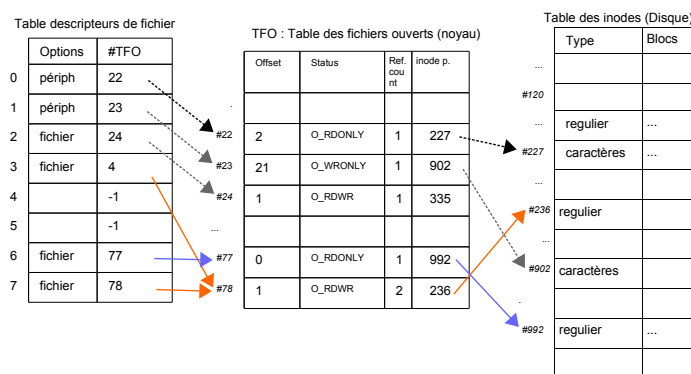 Table descripteurs de fichier
Options #TFO
0 périph 22
1 périph 23
2 fichier 24
3 fichier 4
4 -1
5 -1
6 fichier 77
7 fichier 78
TFO : Table des fichiers ouverts (noyau)
Offset Status Ref. cou nt inode p.
.
#22 2 O_RDONLY 1 227
#23 21 O_WRONLY 1 902
#24 1 O_RDWR 1 335
...
#77 0 O_RDONLY 1 992
#78 1 O_RDWR 2 236
Table des inodes (Disque)
Type Blocs
...
#120
... regulier ...
#227 caractères ...
...
#236 regulier
...
#902 caractères
.
#992 regulier ...